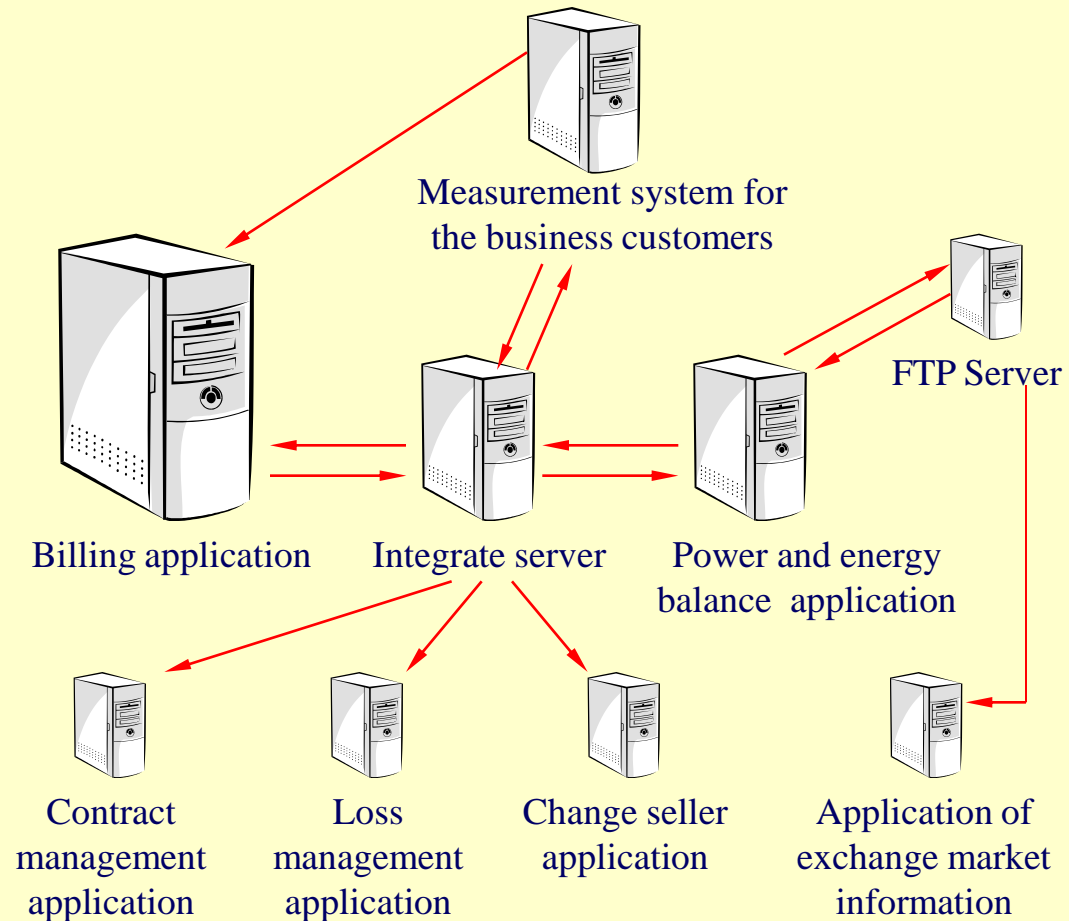 Measurement system for
the business customers
FTP Server
Billing application
Integrate server
Power and energy
balance application
Contract
management
application
Loss
management
application
Change seller
application
Application of
exchange market
information